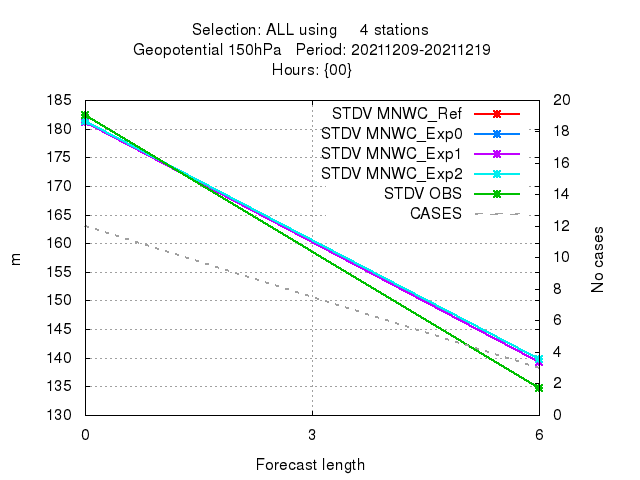 Selection: ALL using 4 stations
Geopotential 150hPa Period: 20211209-20211219
Hours: {00}
185
180
175
170
165
160
155
150
145
140
135
130
m
20
18
16
14
12
10
8
6
4
2
0
No cases
STDV MNWC_Ref
STDV MNWC_Exp0
STDV MNWC_Exp1
STDV MNWC_Exp2
STDV OBS
CASES
0 3 6
Forecast length